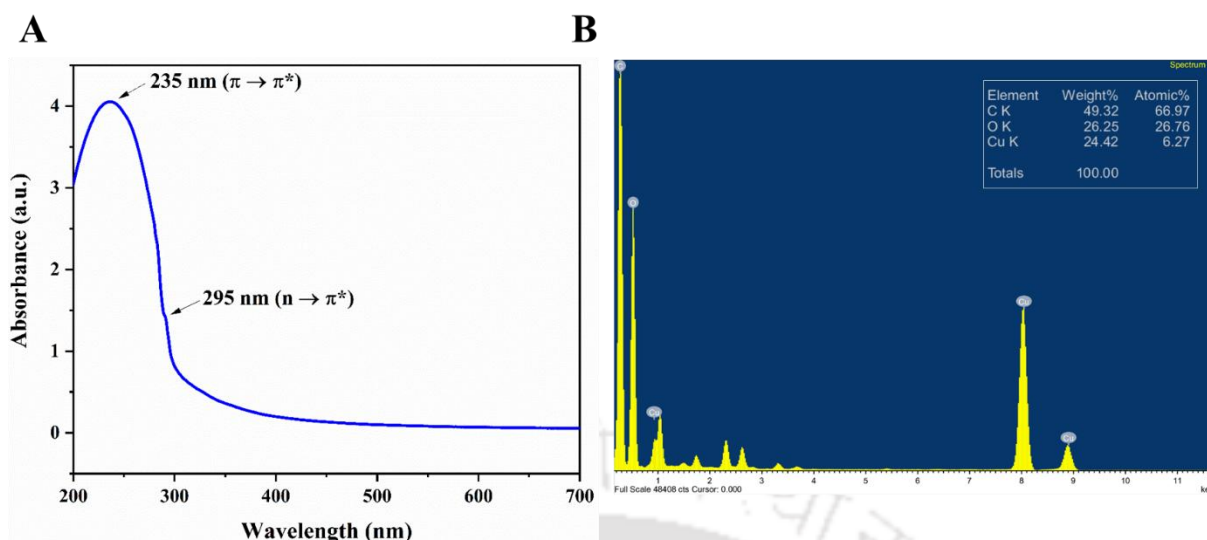 A
B
235 nm (π → π*)
295 nm (n → π*)
Absorbance (a.u.)
4
3
2
1
0
200 300 400 500 600 700
Wavelength (nm)
Spectrum
C
O
Cu
Cu
Cu
Element Weight% Atomic%
C K 49.32 66.97
O K 26.25 26.76
Cu K 24.42 6.27
Totals 100.00
1 2 3 4 5 6 7 8 9 10 11
Full Scale 48408 cts Cursor: 0.000
ke